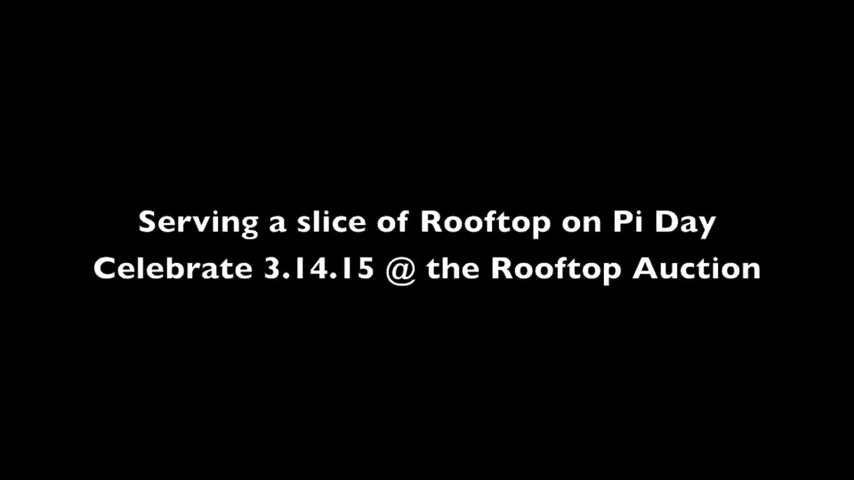 Serving a slice of Rooftop on Pi Day
Celebrate 3.14.15 @ the Rooftop Auction